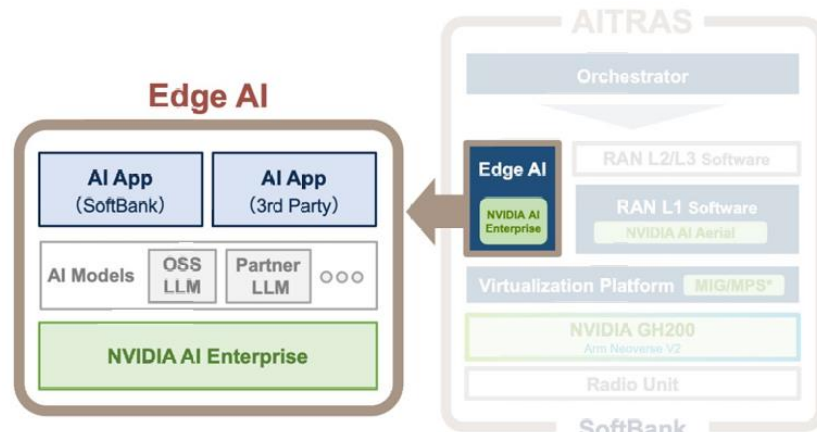 Edge AI
AI App
(SoftBank)
AI App
(3rd Party)
AI Models
OSS
LLM
Partner
LLM
NVIDIA AI Enterprise
AITRAS
Orchestrator
Edge AI
NVIDIA AI
Enterprise
RAN L2/L3 Software
RAN L1 Software
NVIDIA AI Aerial
Virtualization Platform
MIG/MPS*
NVIDIA GH200
Arm Neoverse V2
Radio Unit
SoftBank